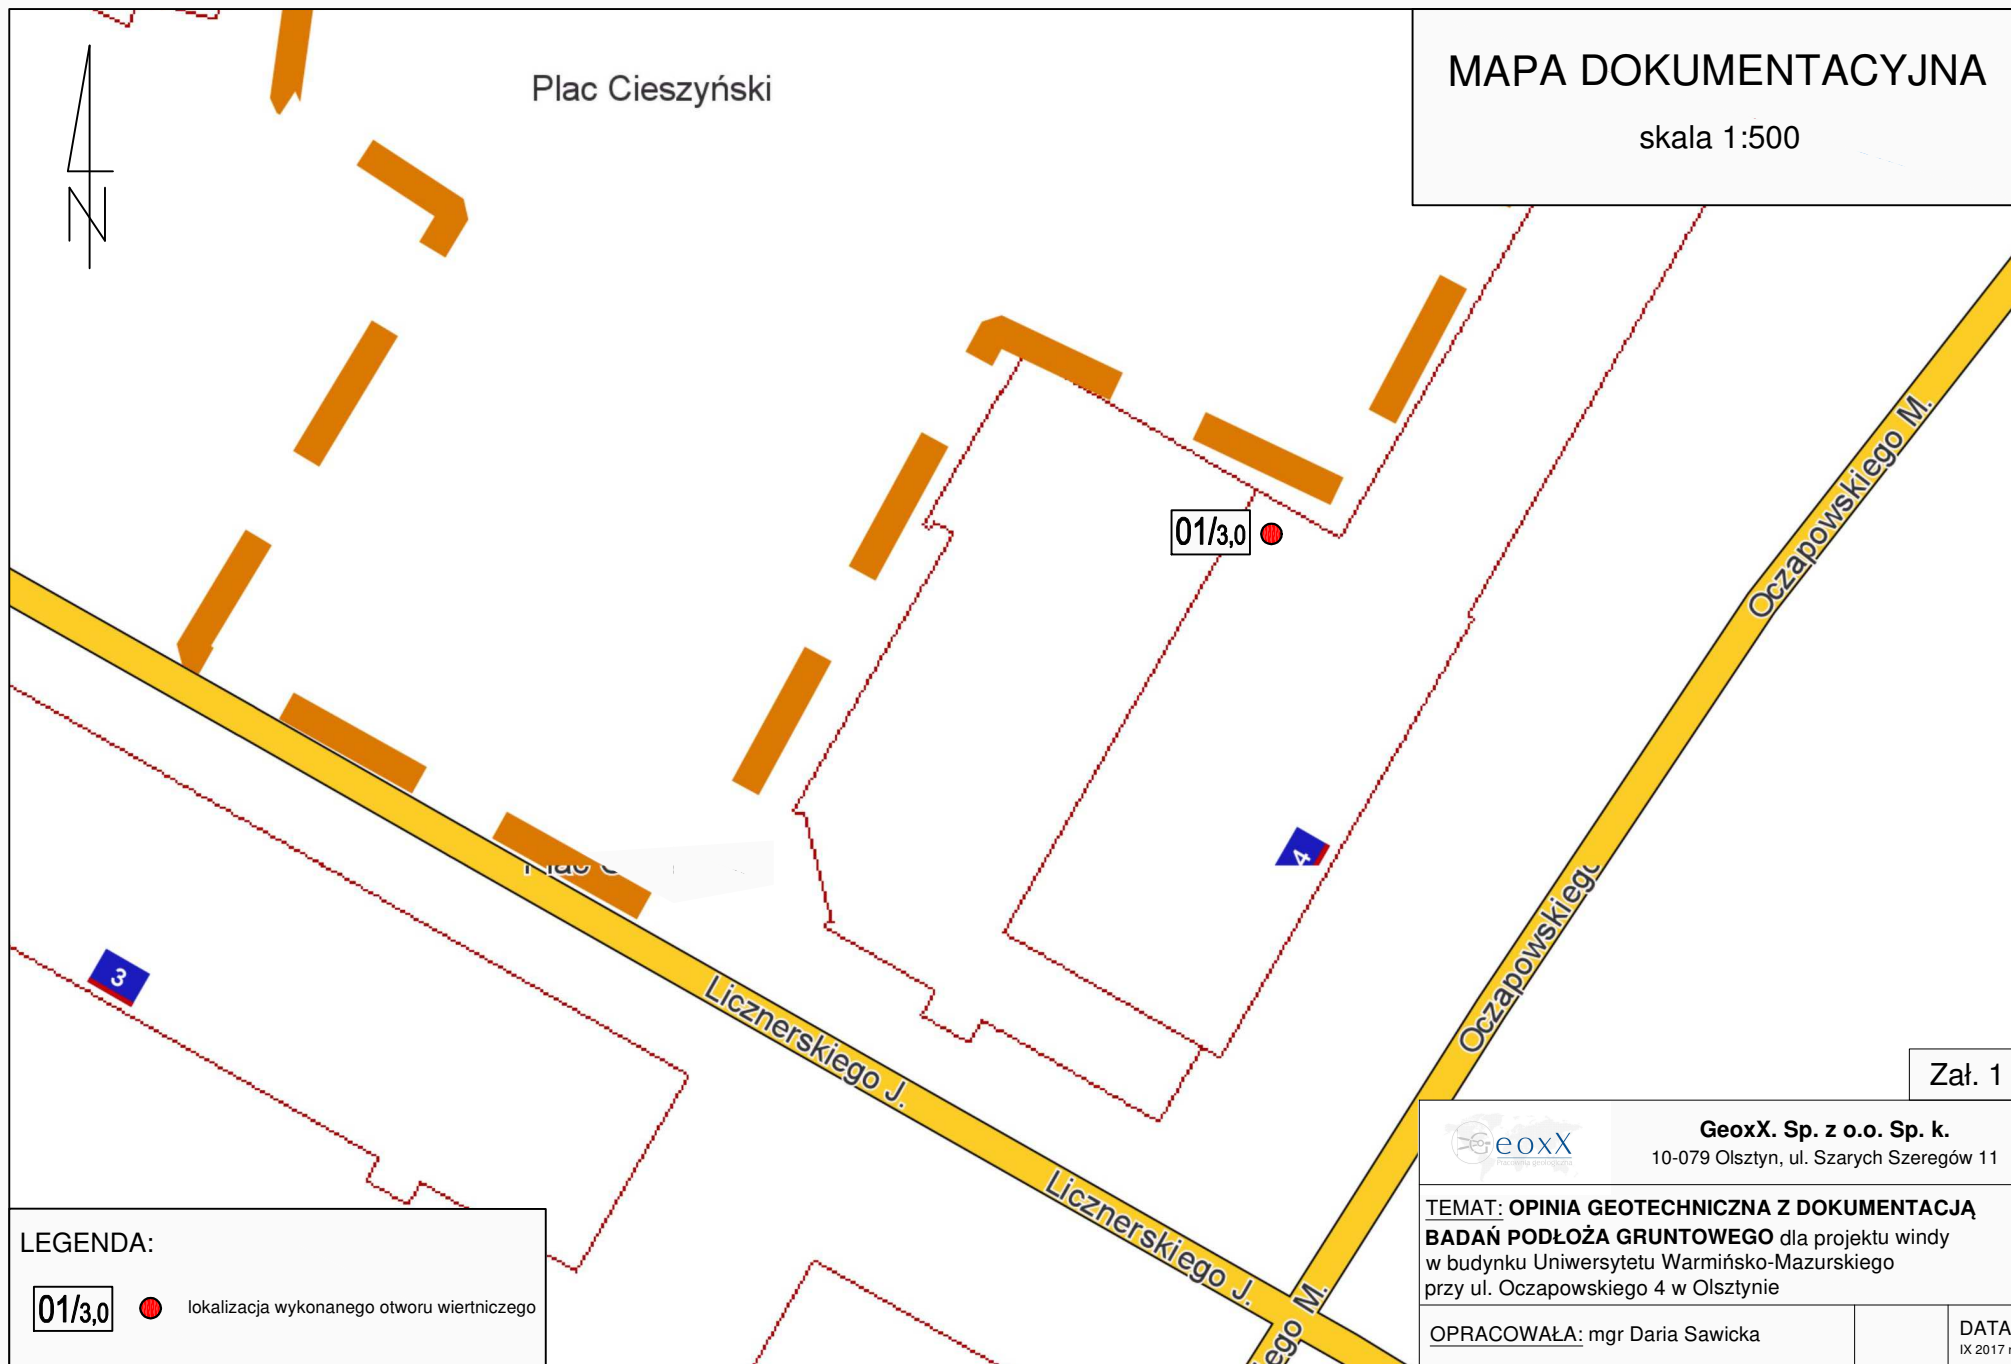 Plac Cieszyński
MAPA DOKUMENTACYJNA
skala 1:500
N
01/3,0
Oczapowskiego M.
Oczapowskiego
4
3
Licznerskiego J.
Licznerskiego J.
Zał. 1
GeoxX
GeoxX. Sp. z o.o. Sp. k.
10-079 Olsztyn, ul. Szarych Szeregów 11
TEMAT: OPINIA GEOTECHNICZNA Z DOKUMENTACJĄ
BADAŃ PODŁOŻA GRUNTOWEGO dla projektu windy
w budynku Uniwersytetu Warmińsko-Mazurskiego
przy ul. Oczapowskiego 4 w Olsztynie
OPRACOWAŁA: mgr Daria Sawicka
DATA
IX 2017
LEGENDA:
01/3,0 lokalizacja wykonanego otworu wiertniczego